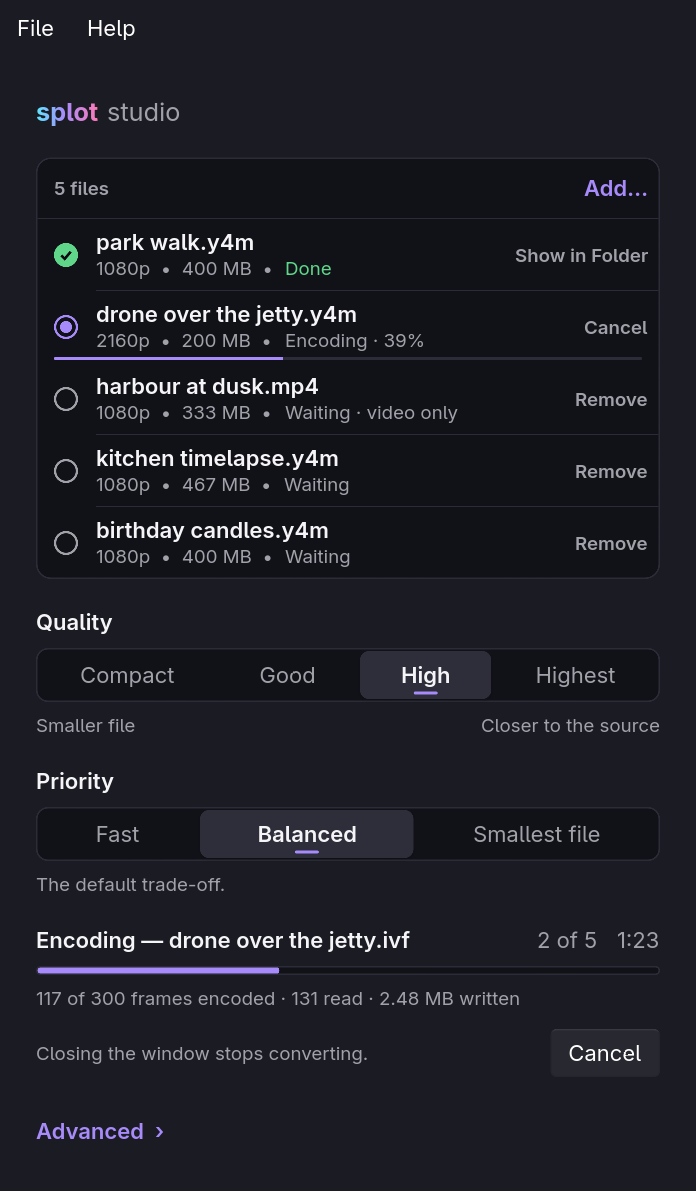 File Help
splot studio
5 files Add...
park walk.y4m
1080p • 400 MB • Done Show in Folder
drone over the jetty.y4m
2160p • 200 MB • Encoding · 39% Cancel
harbour at dusk.mp4
1080p • 333 MB • Waiting · video only Remove
kitchen timelapse.y4m
1080p • 467 MB • Waiting Remove
birthday candles.y4m
1080p • 400 MB • Waiting Remove
Quality
Compact Good High Highest
Smaller file Closer to the source
Priority
Fast Balanced Smallest file
The default trade-off.
Encoding — drone over the jetty.ivf 2 of 5 1:23
117 of 300 frames encoded · 131 read · 2.48 MB written
Closing the window stops converting. Cancel
Advanced ›